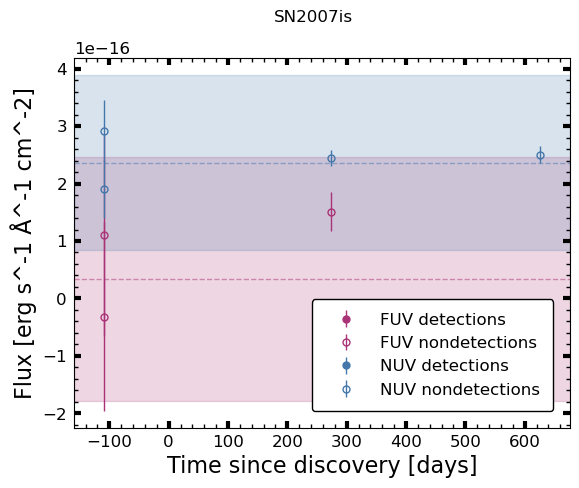 SN2007is
1e−16
4
3
2
1
0
−1
−2
Flux [erg s^-1 Å^-1 cm^-2]
FUV detections
FUV nondetections
NUV detections
NUV nondetections
−100 0 100 200 300 400 500 600
Time since discovery [days]